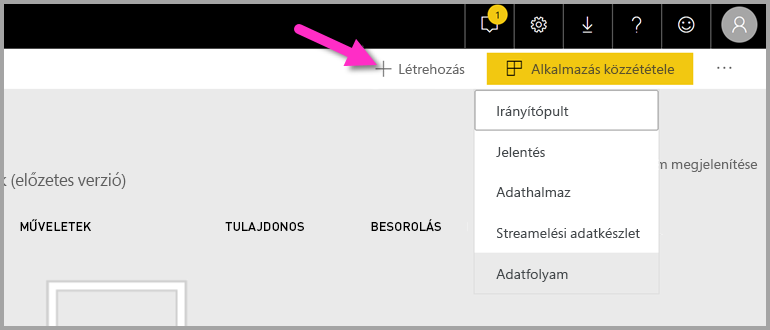 1
?
+ Létrehozás
Alkalmazás közzététele
...
Irányítópult
Jelentés
m megjelenítése
k (előzetes verzió)
Adathalmaz
MŰVELETEK TULAJDONOS BESOROLÁS
Streamelési adatkészlet
Adatfolyam